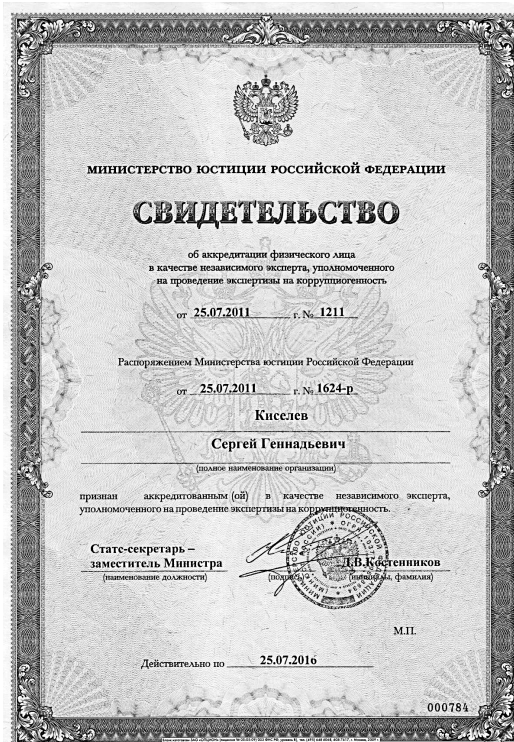 МИНИСТЕРСТВО ЮСТИЦИИ РОССИЙСКОЙ ФЕДЕРАЦИИ
СВИДЕТЕЛЬСТВО
об аккредитации физического лица
в качестве независимого эксперта, уполномоченного
на проведение экспертизы на коррупциогенность
от 25.07.2011 г. № 1211
Распоряжением Министерства юстиции Российской Федерации
от 25.07.2011 г. № 1624-р
Киселев
Сергей Геннадьевич
(полное наименование организации)
признан аккредитованным (ой) в качестве независимого эксперта,
уполномоченного на проведение экспертизы на коррупциогенность.
Статс-секретарь –
заместитель Министра Д.В.Костенников
(наименование должности) (подпись) (инициалы, фамилия)
М.П.
Действительно по 25.07.2016
000784